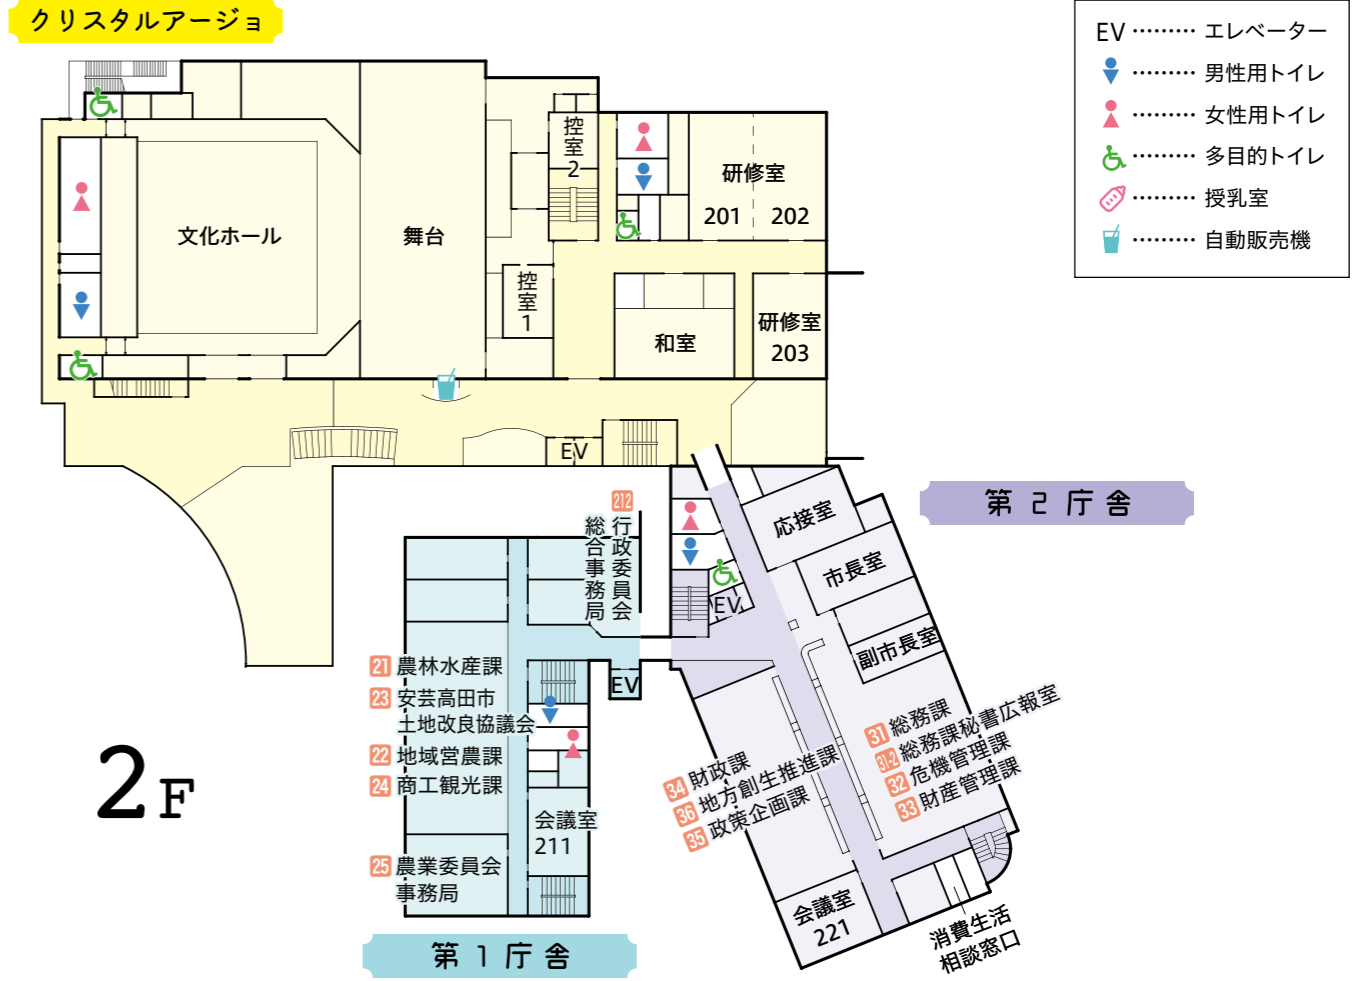 クリスタルアージョ
EV ……… エレベーター
……… 男性用トイレ
……… 女性用トイレ
……… 多目的トイレ
……… 授乳室
……… 自動販売機
控室2
研修室
201 202
文化ホール
舞台
控室1
和室
研修室
203
EV
第2庁舎
212
行政委員会
総合事務局
応接室
市長室
副市長室
EV
EV
21 農林水産課
23 安芸高田市
土地改良協議会
22 地域営農課
24 商工観光課
会議室
211
25 農業委員会
事務局
31 総務課
31-2 総務課秘書広報室
32 危機管理課
33 財産管理課
34 財政課
36 地方創生推進課
35 政策企画課
会議室
221
消費生活
相談窓口
2F
第1庁舎